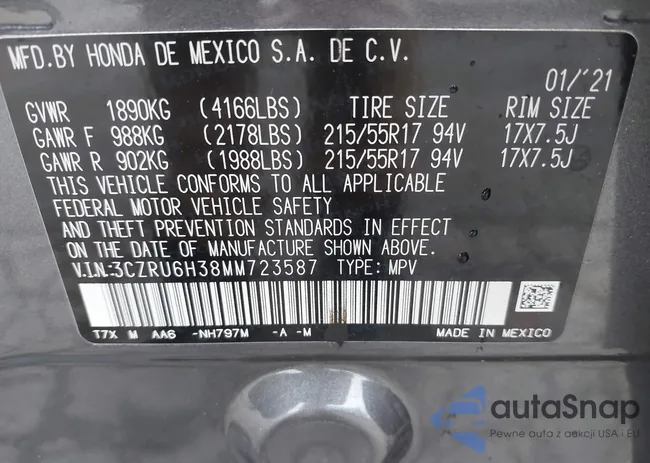 MFD.BY HONDA DE MEXICO S.A. DE C.V.
01/'21
GVWR 1890KG (4166LBS) TIRE SIZE RIM SIZE
GAWR F 988KG (2178LBS) 215/55R17 94V 17X7.5J
GAWR R 902KG (1988LBS) 215/55R17 94V 17X7.5J
THIS VEHICLE CONFORMS TO ALL APPLICABLE
FEDERAL MOTOR VEHICLE SAFETY
AND THEFT PREVENTION STANDARDS IN EFFECT
ON THE DATE OF MANUFACTURE SHOWN ABOVE.
V.I.N:3CZRU6H38MM723587 TYPE: MPV
T7X M AA6 -NH797M -A -M MADE IN MEXICO
autaSnap
Pewne auta z aukcji USA i EU